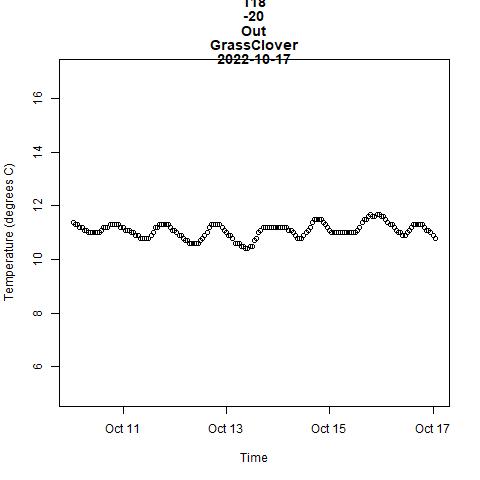 T18
-20
Out
GrassClover
2022-10-17
Temperature (degrees C)
16
14
12
10
8
6
Oct 11 Oct 13 Oct 15 Oct 17
Time